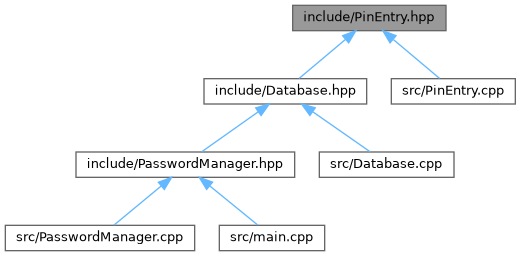 include/PinEntry.hpp
include/Database.hpp
src/PinEntry.cpp
include/PasswordManager.hpp
src/Database.cpp
src/PasswordManager.cpp
src/main.cpp